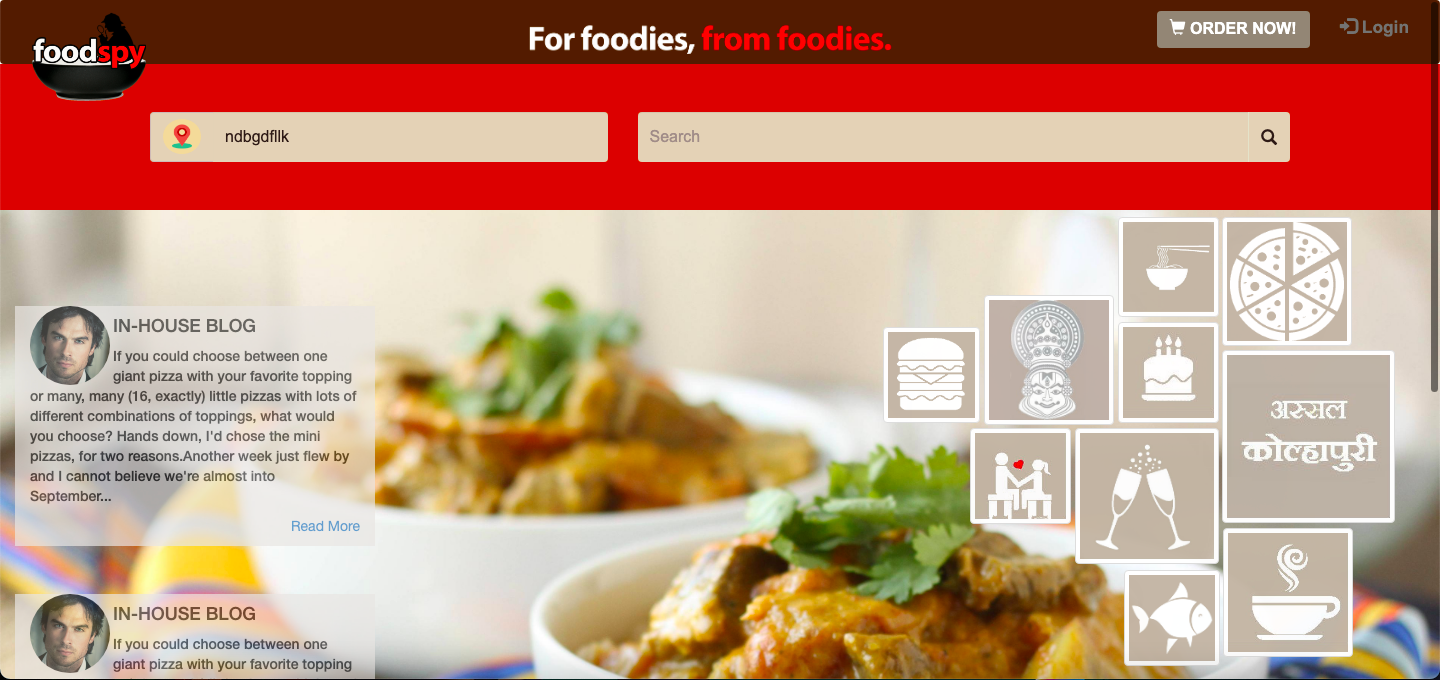 foodspy
For foodies, from foodies.
ORDER NOW!
Login
ndbgdfllk
Search
IN-HOUSE BLOG
If you could choose between one
giant pizza with your favorite topping
or many, many (16, exactly) little pizzas with lots of
different combinations of toppings, what would
you choose? Hands down, I'd chose the mini
pizzas, for two reasons.Another week just flew by
and I cannot believe we're almost into
September...
Read More
IN-HOUSE BLOG
If you could choose between one
giant pizza with your favorite topping
अस्सल
कोल्हापुरी